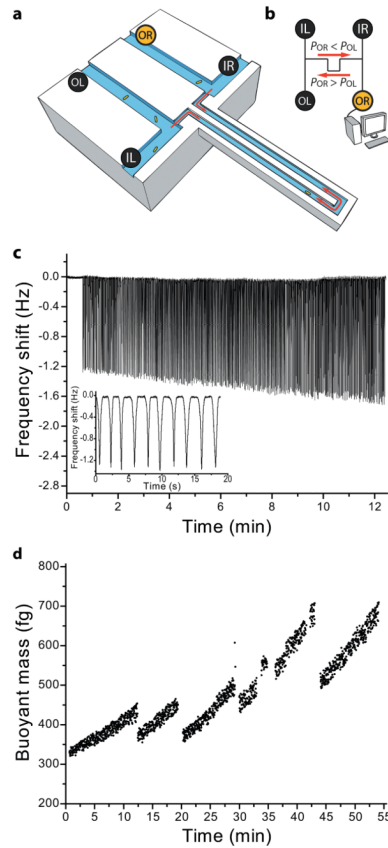 a
OR
OL
IR
IL
b
IL
IR
POR < POL
POR > POL
OL
OR
c
Frequency shift (Hz)
0.0
-0.4
-0.8
-1.2
-1.6
-2.0
-2.4
-2.8
Frequency shift (Hz)
0.0
-0.4
-0.8
-1.2
0 5 10 15 20
Time (s)
0 2 4 6 8 10 12
Time (min)
d
Buoyant mass (fg)
800
700
600
500
400
300
200
0 5 10 15 20 25 30 35 40 45 50 55
Time (min)